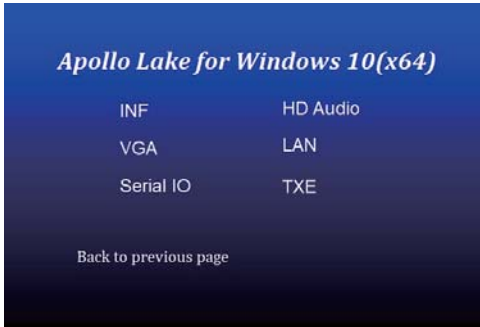 Apollo Lake for Windows 10(x64)
INF
HD Audio
VGA
LAN
Serial IO
TXE
Back to previous page